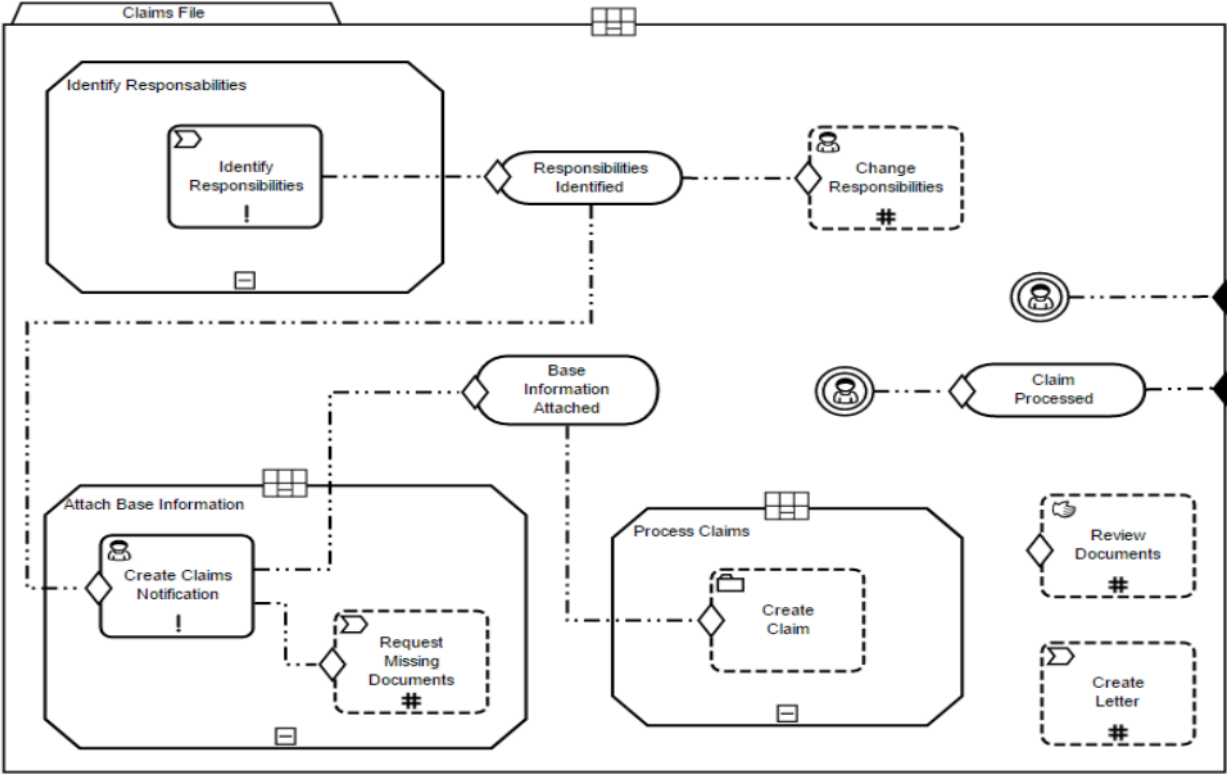 Claims File
Identify Responsabilities
Identify
Responsibilities
!
Responsibilities
Identified
Change
Responsibilities
#
Base
Information
Attached
Claim
Processed
Attach Base Information
Create Claims
Notification
!
Request
Missing
Documents
#
Process Claims
Create
Claim
Review
Documents
#
Create
Letter
#